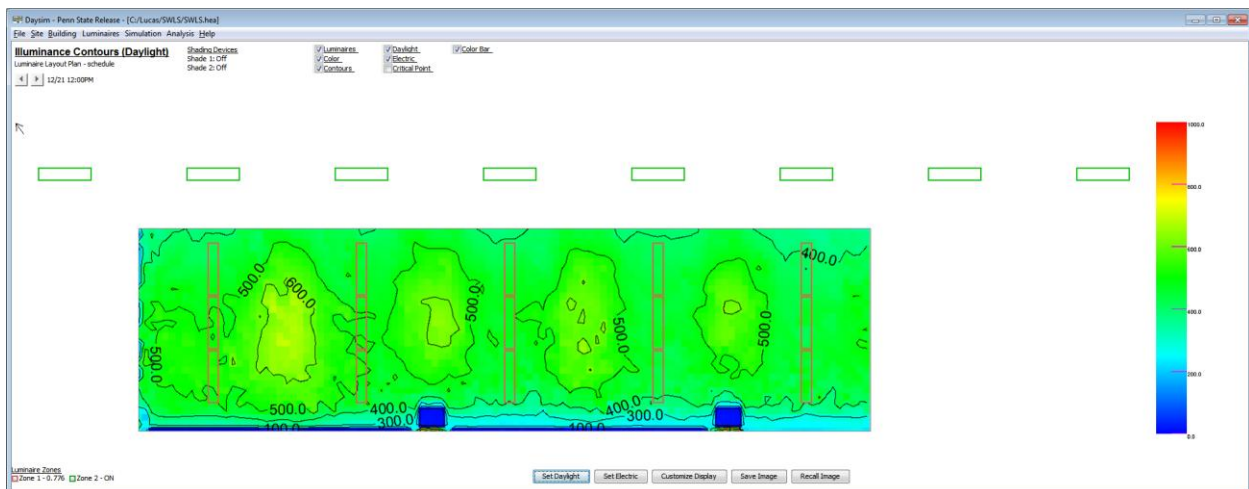 Daysim - Penn State Release - [C:/Lucas/SWLS/SWLS.hea]
File Site Building Luminaires Simulation Analysis Help
Illuminance Contours (Daylight)
Luminaire Layout Plan - schedule
12/21 12:00PM
Shading Devices
Shade 1: Off
Shade 2: Off
Luminaires
Color
Contours
Daylight
Electric
Critical Point
Color Bar
1000.0
800.0
600.0
400.0
200.0
0.0
400.0
500.0
600.0
500.0
500.0
500.0
500.0
500.0
400.0
300.0
100.0
400.0
300.0
100.0
Luminaire Zones
Zone 1 - 0.776 Zone 2 - ON
Set Daylight Set Electric Customize Display Save Image Recall Image